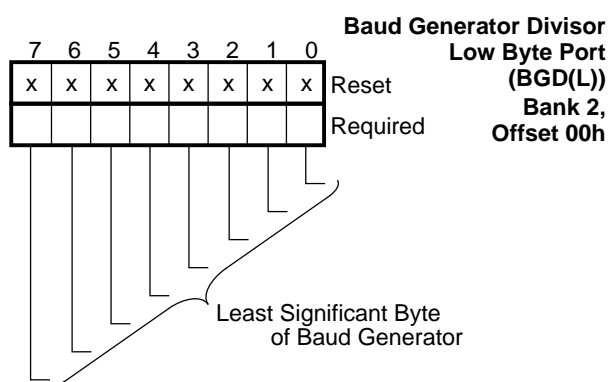 Baud Generator Divisor
Low Byte Port
(BGD(L))
Bank 2,
Offset 00h
7 6 5 4 3 2 1 0
x x x x x x x x Reset
Required
Least Significant Byte
of Baud Generator